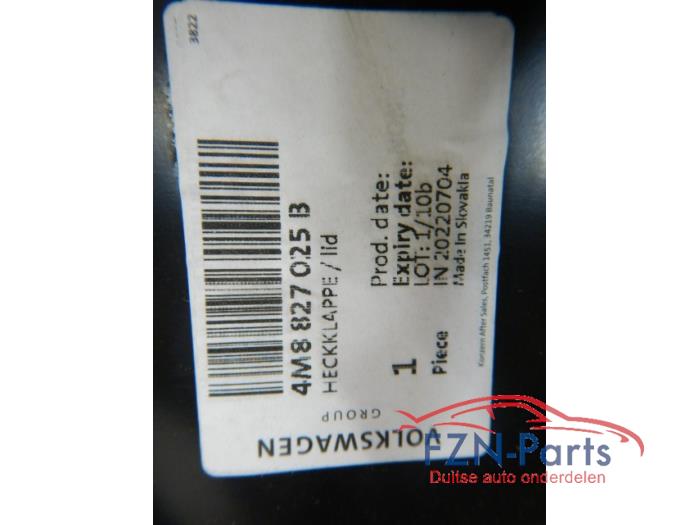 3822
4M8 827 025 B
HECKKLAPPE / lid
1
Piece
Prod. date:
Expiry date:
LOT: 1/10b
IN 20220704
Made In Slovakia
Konzern After Sales, Postfach 1451, 34219 Baunatal
VOLKSWAGEN
GROUP
FZN-Parts
Duitse auto onderdelen